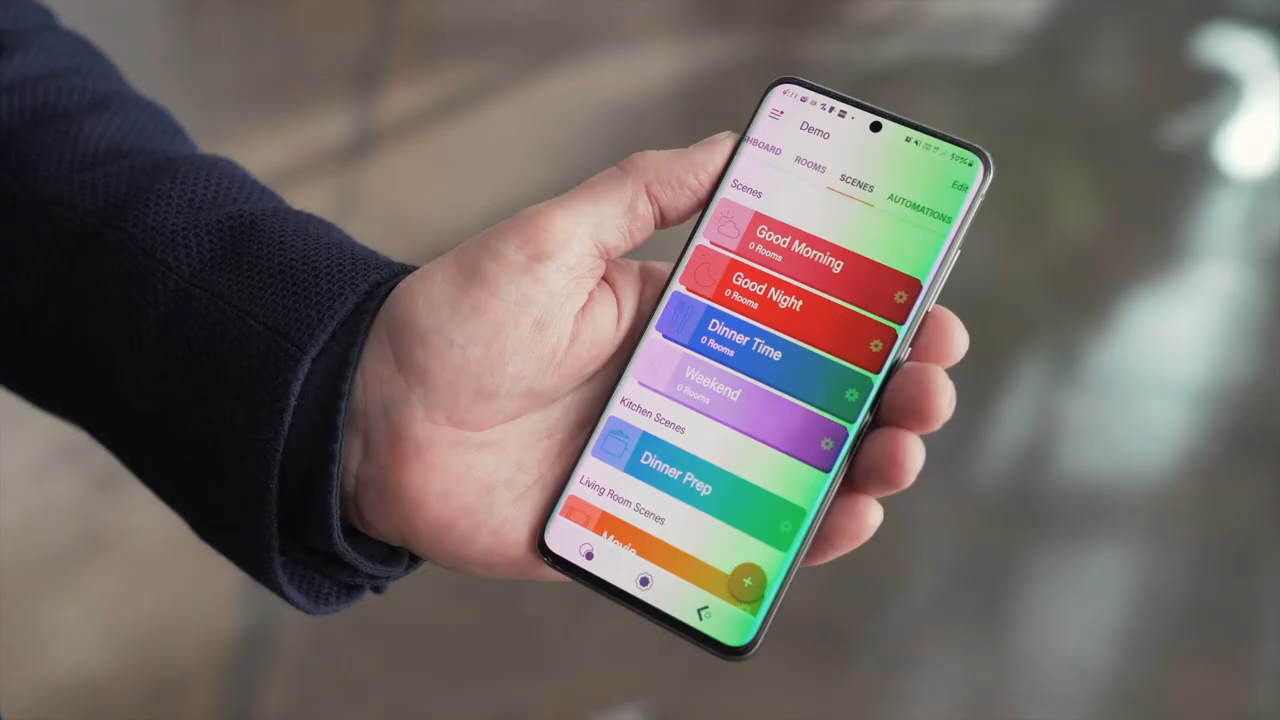 Demo
Edit
HBOARD ROOMS SCENES AUTOMATIONS
Scenes
Good Morning
0 Rooms
Good Night
0 Rooms
Dinner Time
0 Rooms
Weekend
0 Rooms
Kitchen Scenes
Dinner Prep
Living Room Scenes
Movie
+